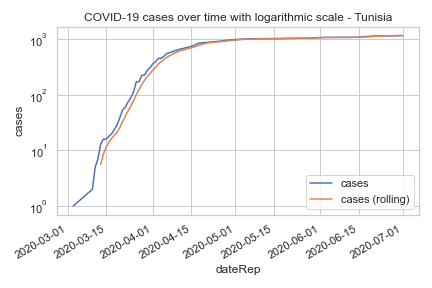 COVID-19 cases over time with logarithmic scale - Tunisia
10³
10²
10¹
10⁰
cases
cases
cases (rolling)
2020-03-01
2020-03-15
2020-04-01
2020-04-15
2020-05-01
2020-05-15
2020-06-01
2020-06-15
2020-07-01
dateRep